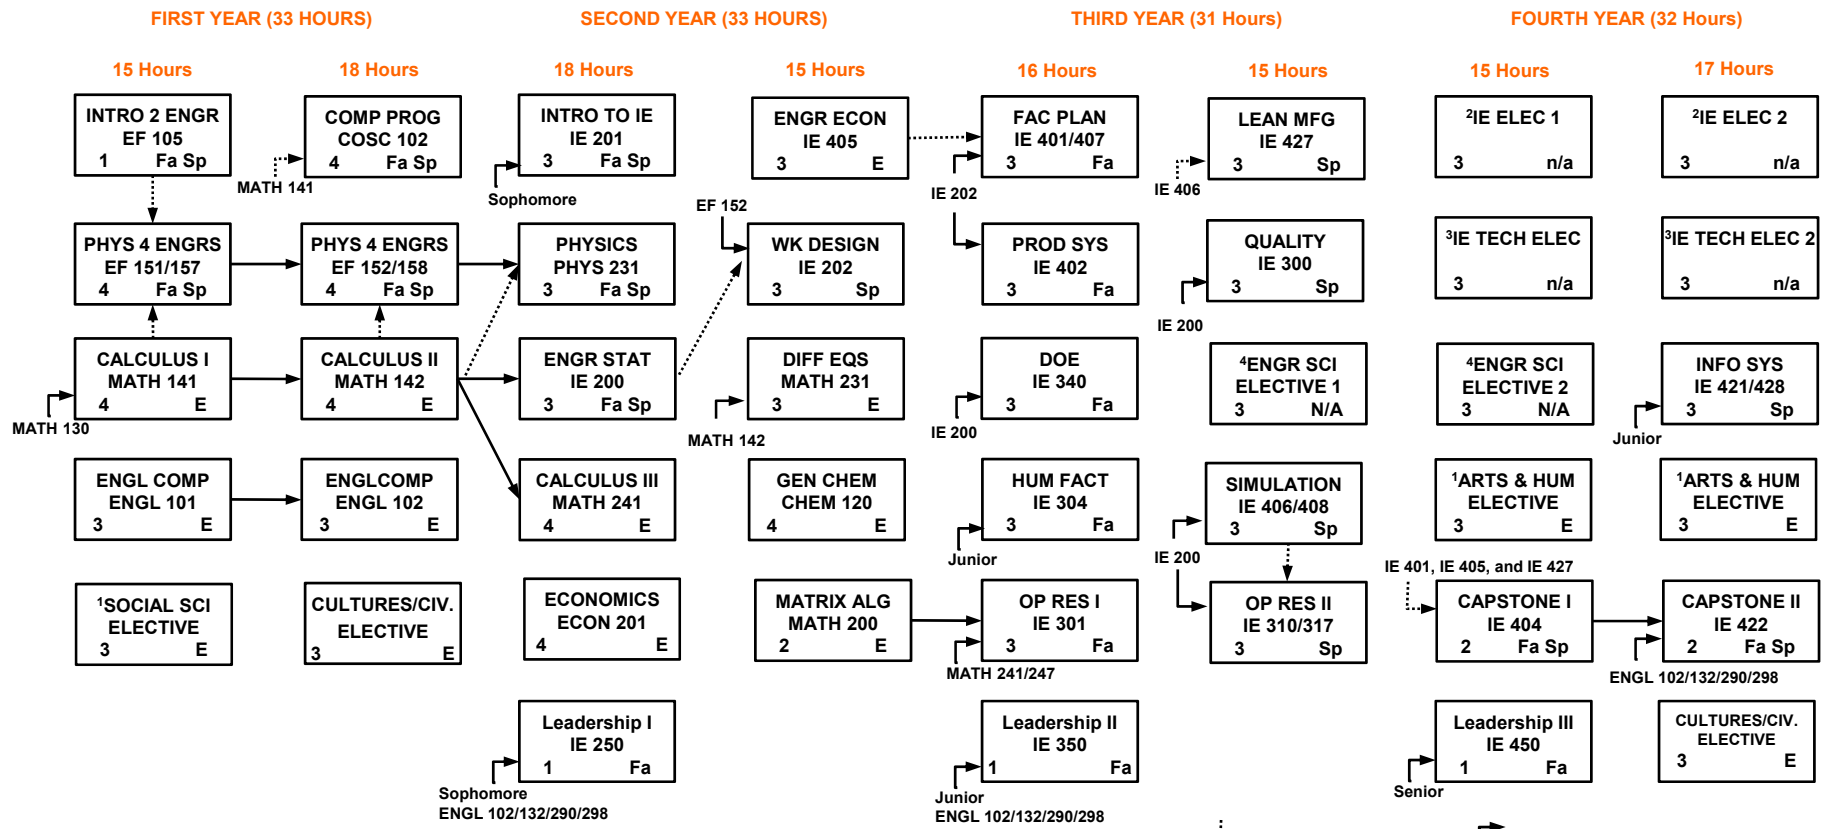 FIRST YEAR (33 HOURS)
SECOND YEAR (33 HOURS)
THIRD YEAR (31 Hours)
FOURTH YEAR (32 Hours)
15 Hours
18 Hours
18 Hours
15 Hours
16 Hours
15 Hours
15 Hours
17 Hours
INTRO 2 ENGR
EF 105
1 Fa Sp
COMP PROG
COSC 102
4 Fa Sp
MATH 141
INTRO TO IE
IE 201
3 Fa Sp
Sophomore
ENGR ECON
IE 405
3 E
FAC PLAN
IE 401/407
3 Fa
IE 202
LEAN MFG
IE 427
3 Sp
IE 406
²IE ELEC 1
3 n/a
²IE ELEC 2
3 n/a
PHYS 4 ENGRS
EF 151/157
4 Fa Sp
PHYS 4 ENGRS
EF 152/158
4 Fa Sp
PHYSICS
PHYS 231
3 Fa Sp
EF 152
WK DESIGN
IE 202
3 Sp
PROD SYS
IE 402
3 Fa
QUALITY
IE 300
3 Sp
IE 200
³IE TECH ELEC
3 n/a
³IE TECH ELEC 2
3 n/a
CALCULUS I
MATH 141
4 E
MATH 130
CALCULUS II
MATH 142
4 E
ENGR STAT
IE 200
3 Fa Sp
DIFF EQS
MATH 231
3 E
MATH 142
DOE
IE 340
3 Fa
IE 200
⁴ENGR SCI
ELECTIVE 1
3 N/A
⁴ENGR SCI
ELECTIVE 2
3 N/A
INFO SYS
IE 421/428
3 Sp
Junior
ENGL COMP
ENGL 101
3 E
ENGLCOMP
ENGL 102
3 E
CALCULUS III
MATH 241
4 E
GEN CHEM
CHEM 120
4 E
HUM FACT
IE 304
3 Fa
Junior
SIMULATION
IE 406/408
3 Sp
IE 200
¹ARTS & HUM
ELECTIVE
3 E
¹ARTS & HUM
ELECTIVE
3 E
¹SOCIAL SCI
ELECTIVE
3 E
CULTURES/CIV.
ELECTIVE
3 E
ECONOMICS
ECON 201
4 E
MATRIX ALG
MATH 200
2 E
OP RES I
IE 301
3 Fa
MATH 241/247
OP RES II
IE 310/317
3 Sp
IE 401, IE 405, and IE 427
CAPSTONE I
IE 404
2 Fa Sp
CAPSTONE II
IE 422
2 Fa Sp
ENGL 102/132/290/298
Leadership I
IE 250
1 Fa
Sophomore
ENGL 102/132/290/298
Leadership II
IE 350
1 Fa
Junior
ENGL 102/132/290/298
Leadership III
IE 450
1 Fa
Senior
CULTURES/CIV.
ELECTIVE
3 E